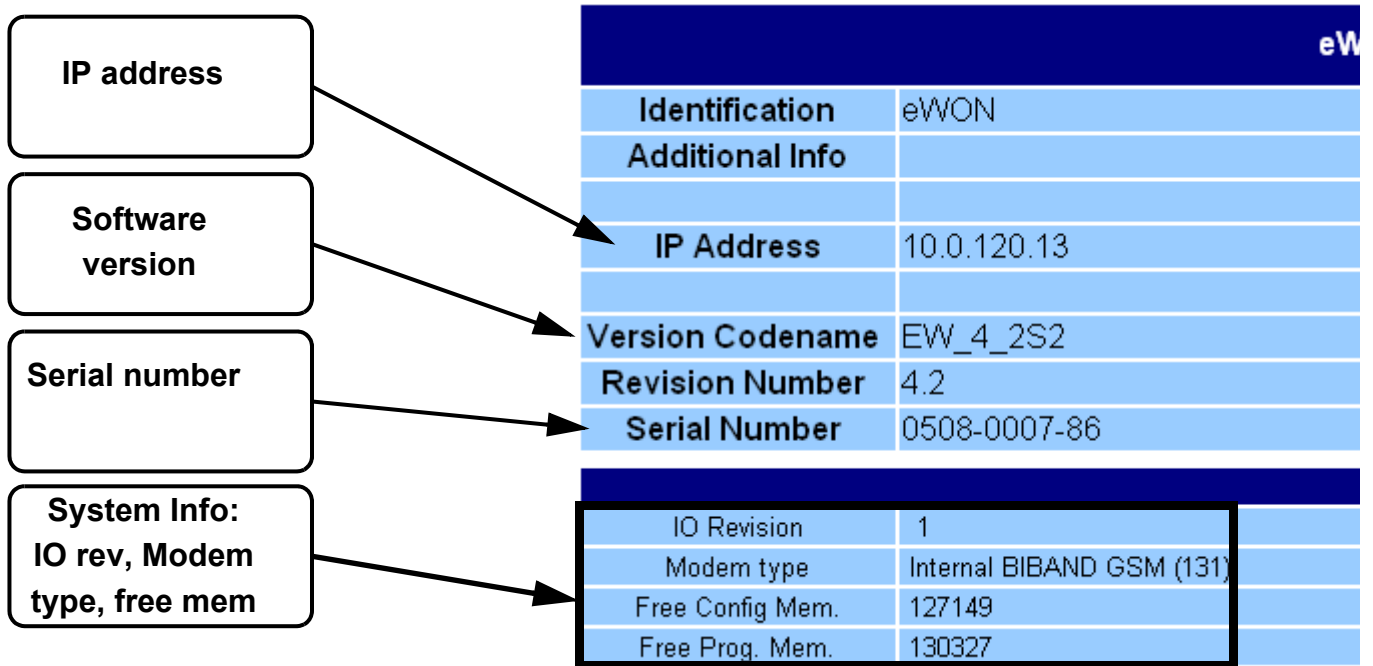 IP address
Software
version
Serial number
System Info:
IO rev, Modem
type, free mem
eW
Identification eWON
Additional Info
IP Address 10.0.120.13
Version Codename EW_4_2S2
Revision Number 4.2
Serial Number 0508-0007-86
IO Revision 1
Modem type Internal BIBAND GSM (131)
Free Config Mem. 127149
Free Prog. Mem. 130327